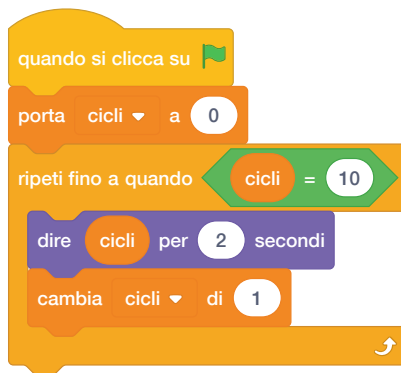 quando si clicca su
porta cicli a 0
ripeti fino a quando cicli = 10
dire cicli per 2 secondi
cambia cicli di 1